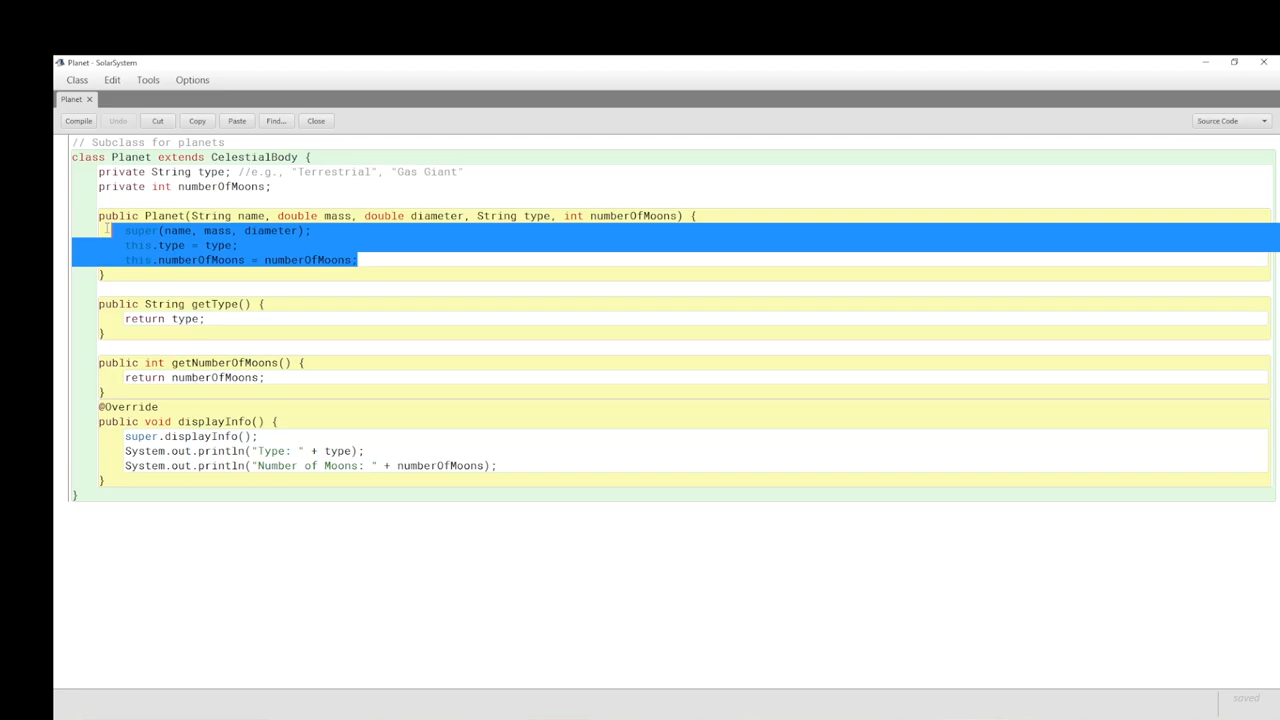 Planet - SolarSystem
Class Edit Tools Options
Planet
Compile Undo Cut Copy Paste Find... Close Source Code
// Subclass for planets
class Planet extends CelestialBody {
private String type; //e.g., "Terrestrial", "Gas Giant"
private int numberOfMoons;
public Planet(String name, double mass, double diameter, String type, int numberOfMoons) {
super(name, mass, diameter);
this.type = type;
this.numberOfMoons = numberOfMoons;
}
public String getType() {
return type;
}
public int getNumberOfMoons() {
return numberOfMoons;
}
@Override
public void displayInfo() {
super.displayInfo();
System.out.println("Type: " + type);
System.out.println("Number of Moons: " + numberOfMoons);
}
}
saved